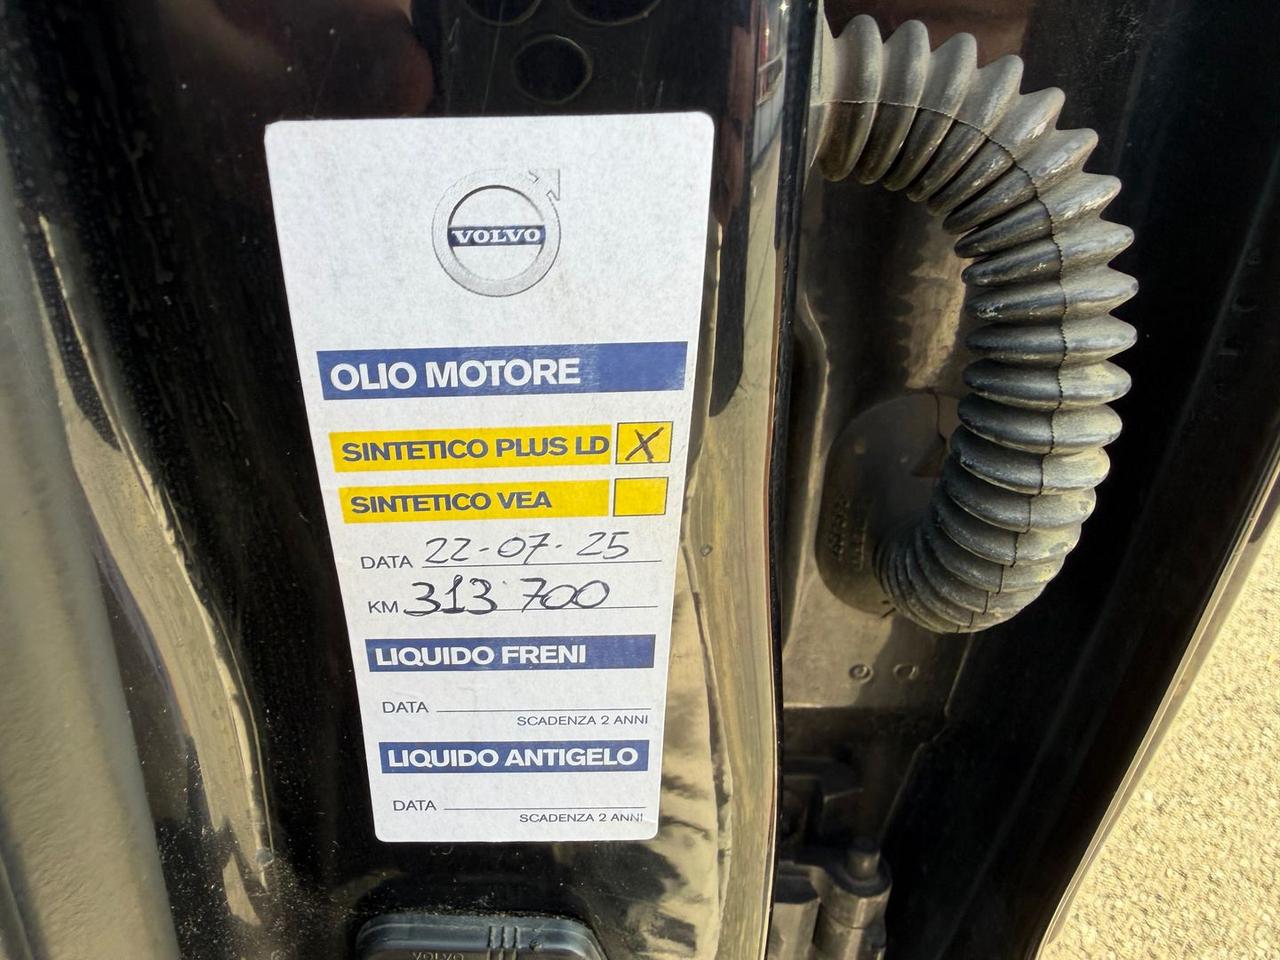 VOLVO
OLIO MOTORE
SINTETICO PLUS LD X
SINTETICO VEA
DATA 22-07-25
KM 313 700
LIQUIDO FRENI
DATA
SCADENZA 2 ANNI
LIQUIDO ANTIGELO
DATA
SCADENZA 2 ANNI
VOLVO